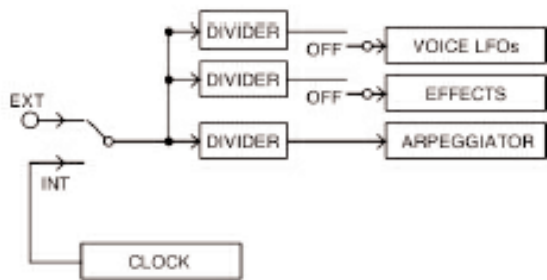 DIVIDER
OFF
VOICE LFOs
DIVIDER
OFF
EFFECTS
EXT
DIVIDER
ARPEGGIATOR
INT
CLOCK